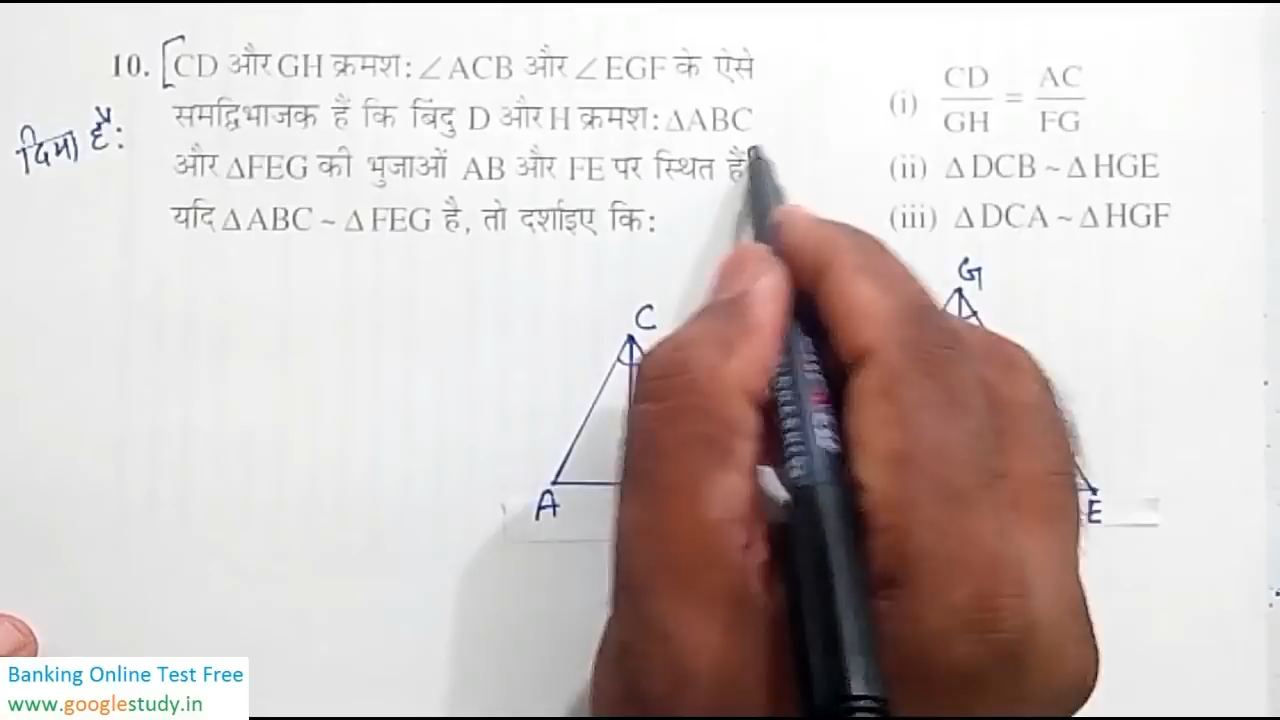 10. CD और GH क्रमश: ∠ACB और ∠EGF के ऐसे
समद्विभाजक हैं कि बिंदु D और H क्रमश: ΔABC
और ΔFEG की भुजाओं AB और FE पर स्थित हैं
यदि ΔABC ~ ΔFEG है, तो दर्शाइए कि:
दिया है:
(i) CD/GH = AC/FG
(ii) ΔDCB ~ ΔHGE
(iii) ΔDCA ~ ΔHGF
C
G
A
E
Banking Online Test Free
www.googlestudy.in